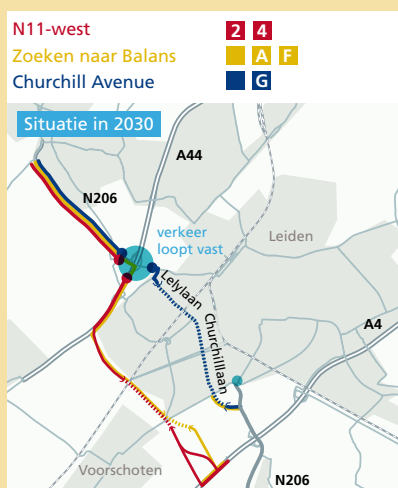 N11-west 2 4
Zoeken naar Balans A F
Churchill Avenue G
Situatie in 2030
A44
N206
verkeer
loopt vast
Leiden
Lelylaan
Churchilllaan
A4
Voorschoten
N206